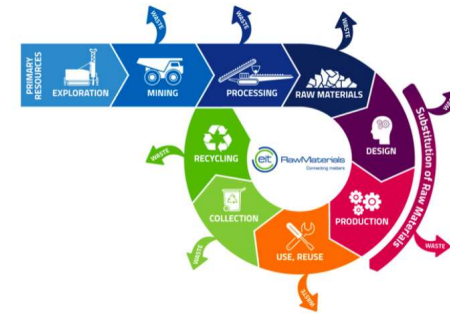 WASTE
WASTE
WASTE
PRIMARY
RESOURCES
EXPLORATION
MINING
PROCESSING
RAW MATERIALS
Substitution of Raw Materials
DESIGN
PRODUCTION
WASTE
USE, REUSE
WASTE
COLLECTION
WASTE
RECYCLING
WASTE
eit RawMaterials
Connecting matters